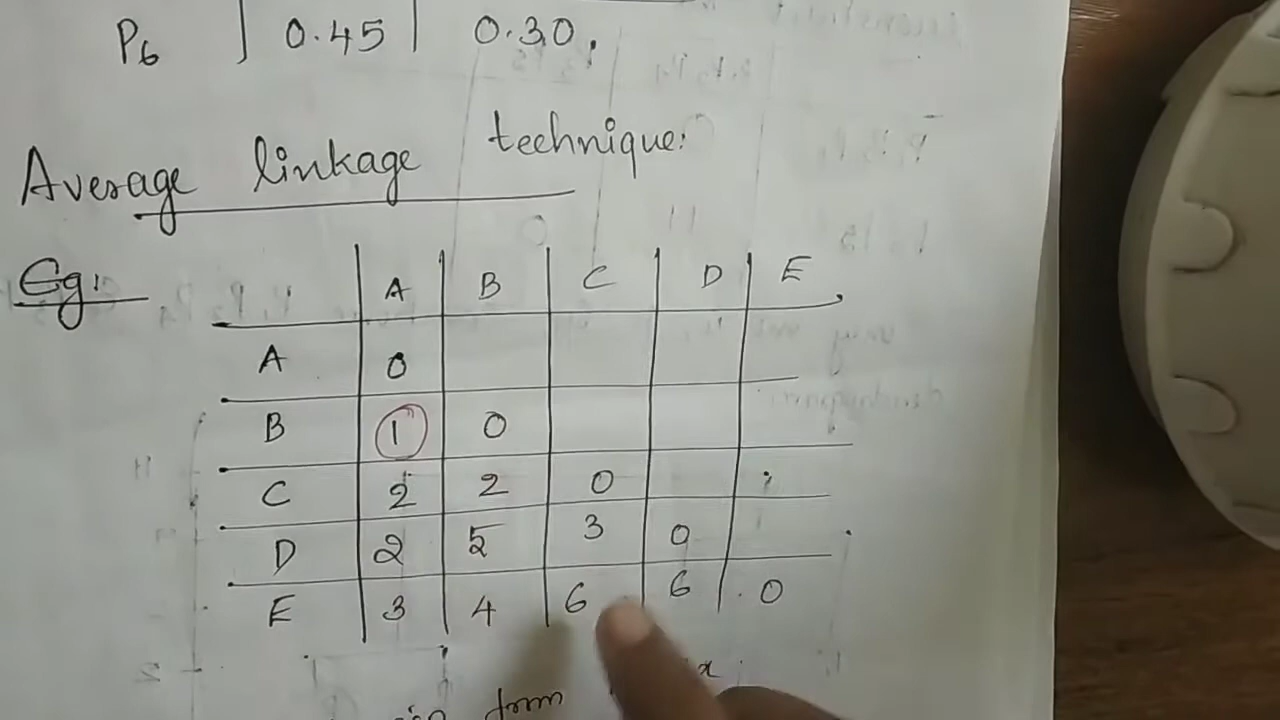 P6 | 0.45 | 0.30.
Average linkage technique:
Eg:
A B C D E
A 0
B 1 0
C 2 2 0
D 2 5 3 0
E 3 4 6 6 0
form